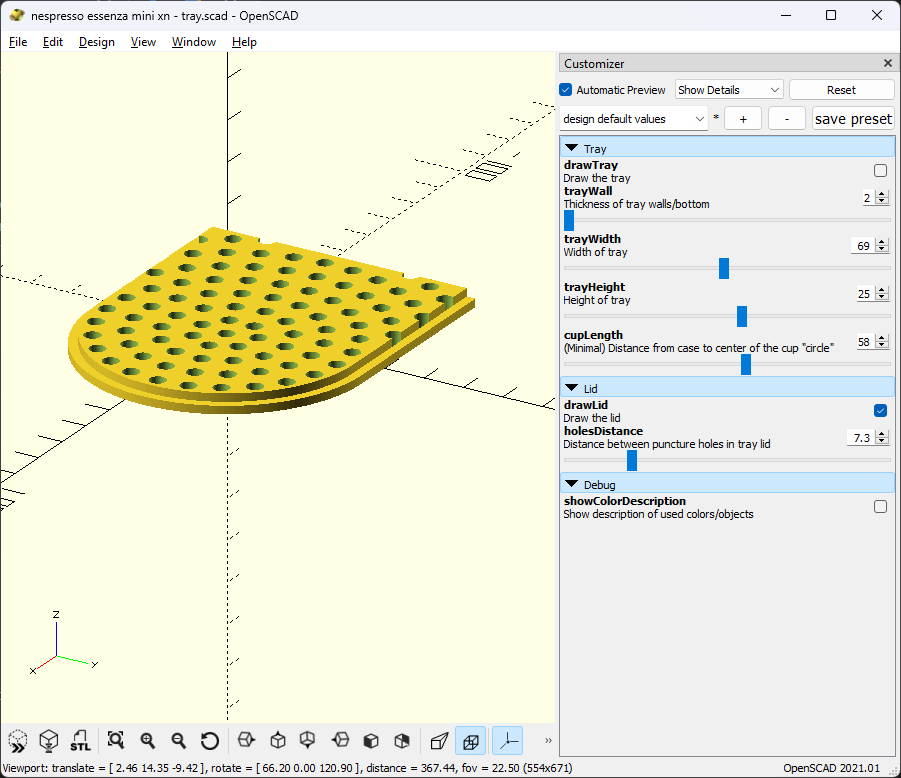 nespresso essenza mini xn - tray.scad - OpenSCAD
File Edit Design View Window Help
Customizer
Automatic Preview Show Details Reset
design default values * + - save preset
Tray
drawTray
Draw the tray
trayWall
Thickness of tray walls/bottom 2
trayWidth
Width of tray 69
trayHeight
Height of tray 25
cupLength
(Minimal) Distance from case to center of the cup "circle" 58
Lid
drawLid
Draw the lid
holesDistance
Distance between puncture holes in tray lid 7.3
Debug
showColorDescription
Show description of used colors/objects
z
x y
STL
»
Viewport: translate = [ 2.46 14.35 -9.42 ], rotate = [ 66.20 0.00 120.90 ], distance = 367.44, fov = 22.50 (554x671) OpenSCAD 2021.01